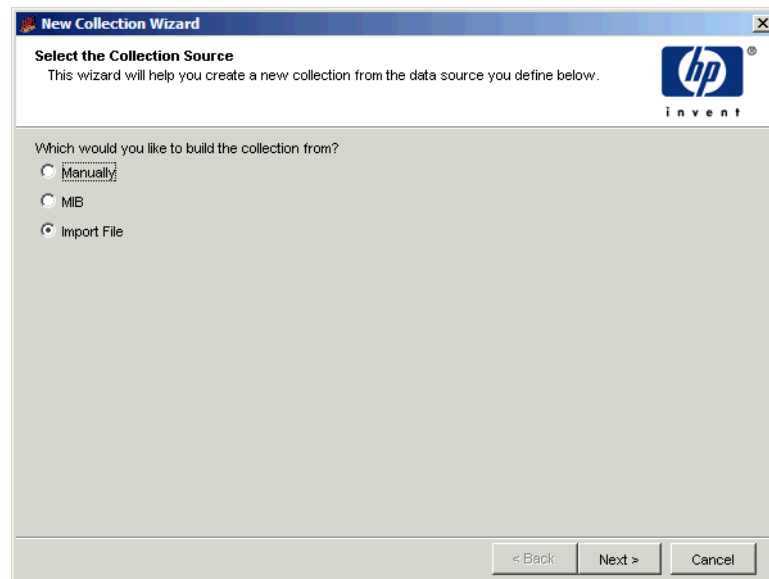 New Collection Wizard
Select the Collection Source
This wizard will help you create a new collection from the data source you define below.
hp
®
invent
Which would you like to build the collection from?
Manually
MIB
Import File
< Back
Next >
Cancel